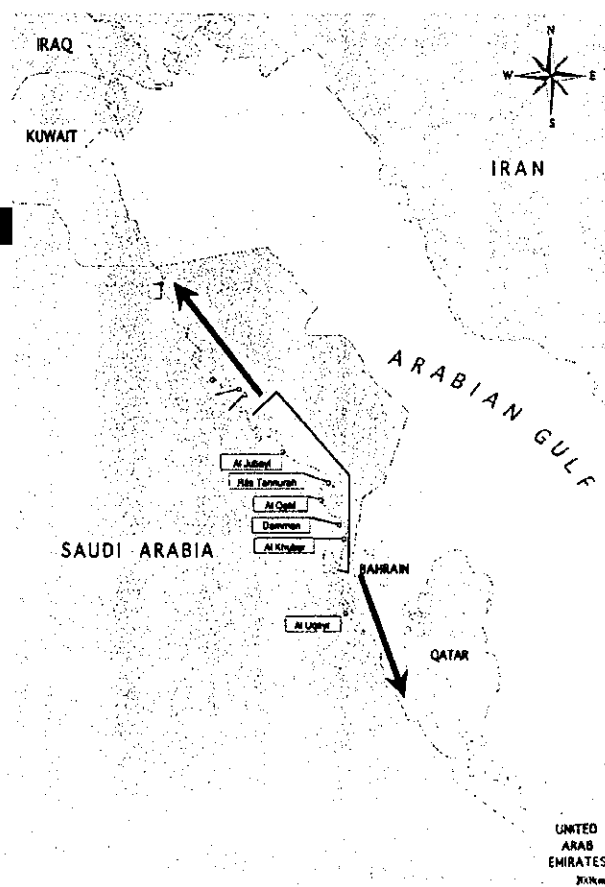 IRAQ
N
W
E
S
KUWAIT
IRAN
ARABIAN GULF
Al Jubayl
Ras Tannurah
Al Qatif
Dammam
Al Khubar
SAUDI ARABIA
BAHRAIN
Al Uqayr
QATAR
UNITED
ARAB
EMIRATES